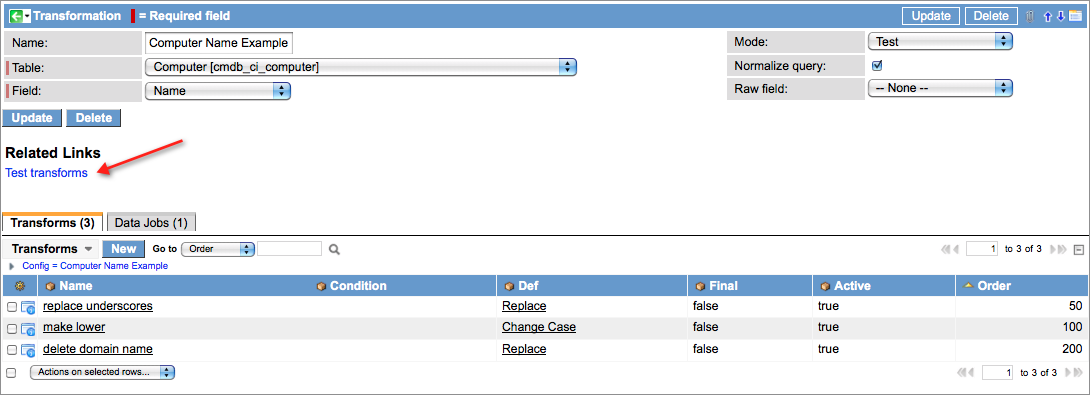 Transformation = Required field Update Delete
Name: Computer Name Example Mode: Test
Table: Computer [cmdb_ci_computer] Normalize query:
Field: Name Raw field: -- None --
Update Delete
Related Links
Test transforms
Transforms (3) Data Jobs (1)
Transforms New Go to Order 1 to 3 of 3
Config = Computer Name Example
Name Condition Def Final Active Order
replace underscores Replace false true 50
make lower Change Case false true 100
delete domain name Replace false true 200
Actions on selected rows... 1 to 3 of 3